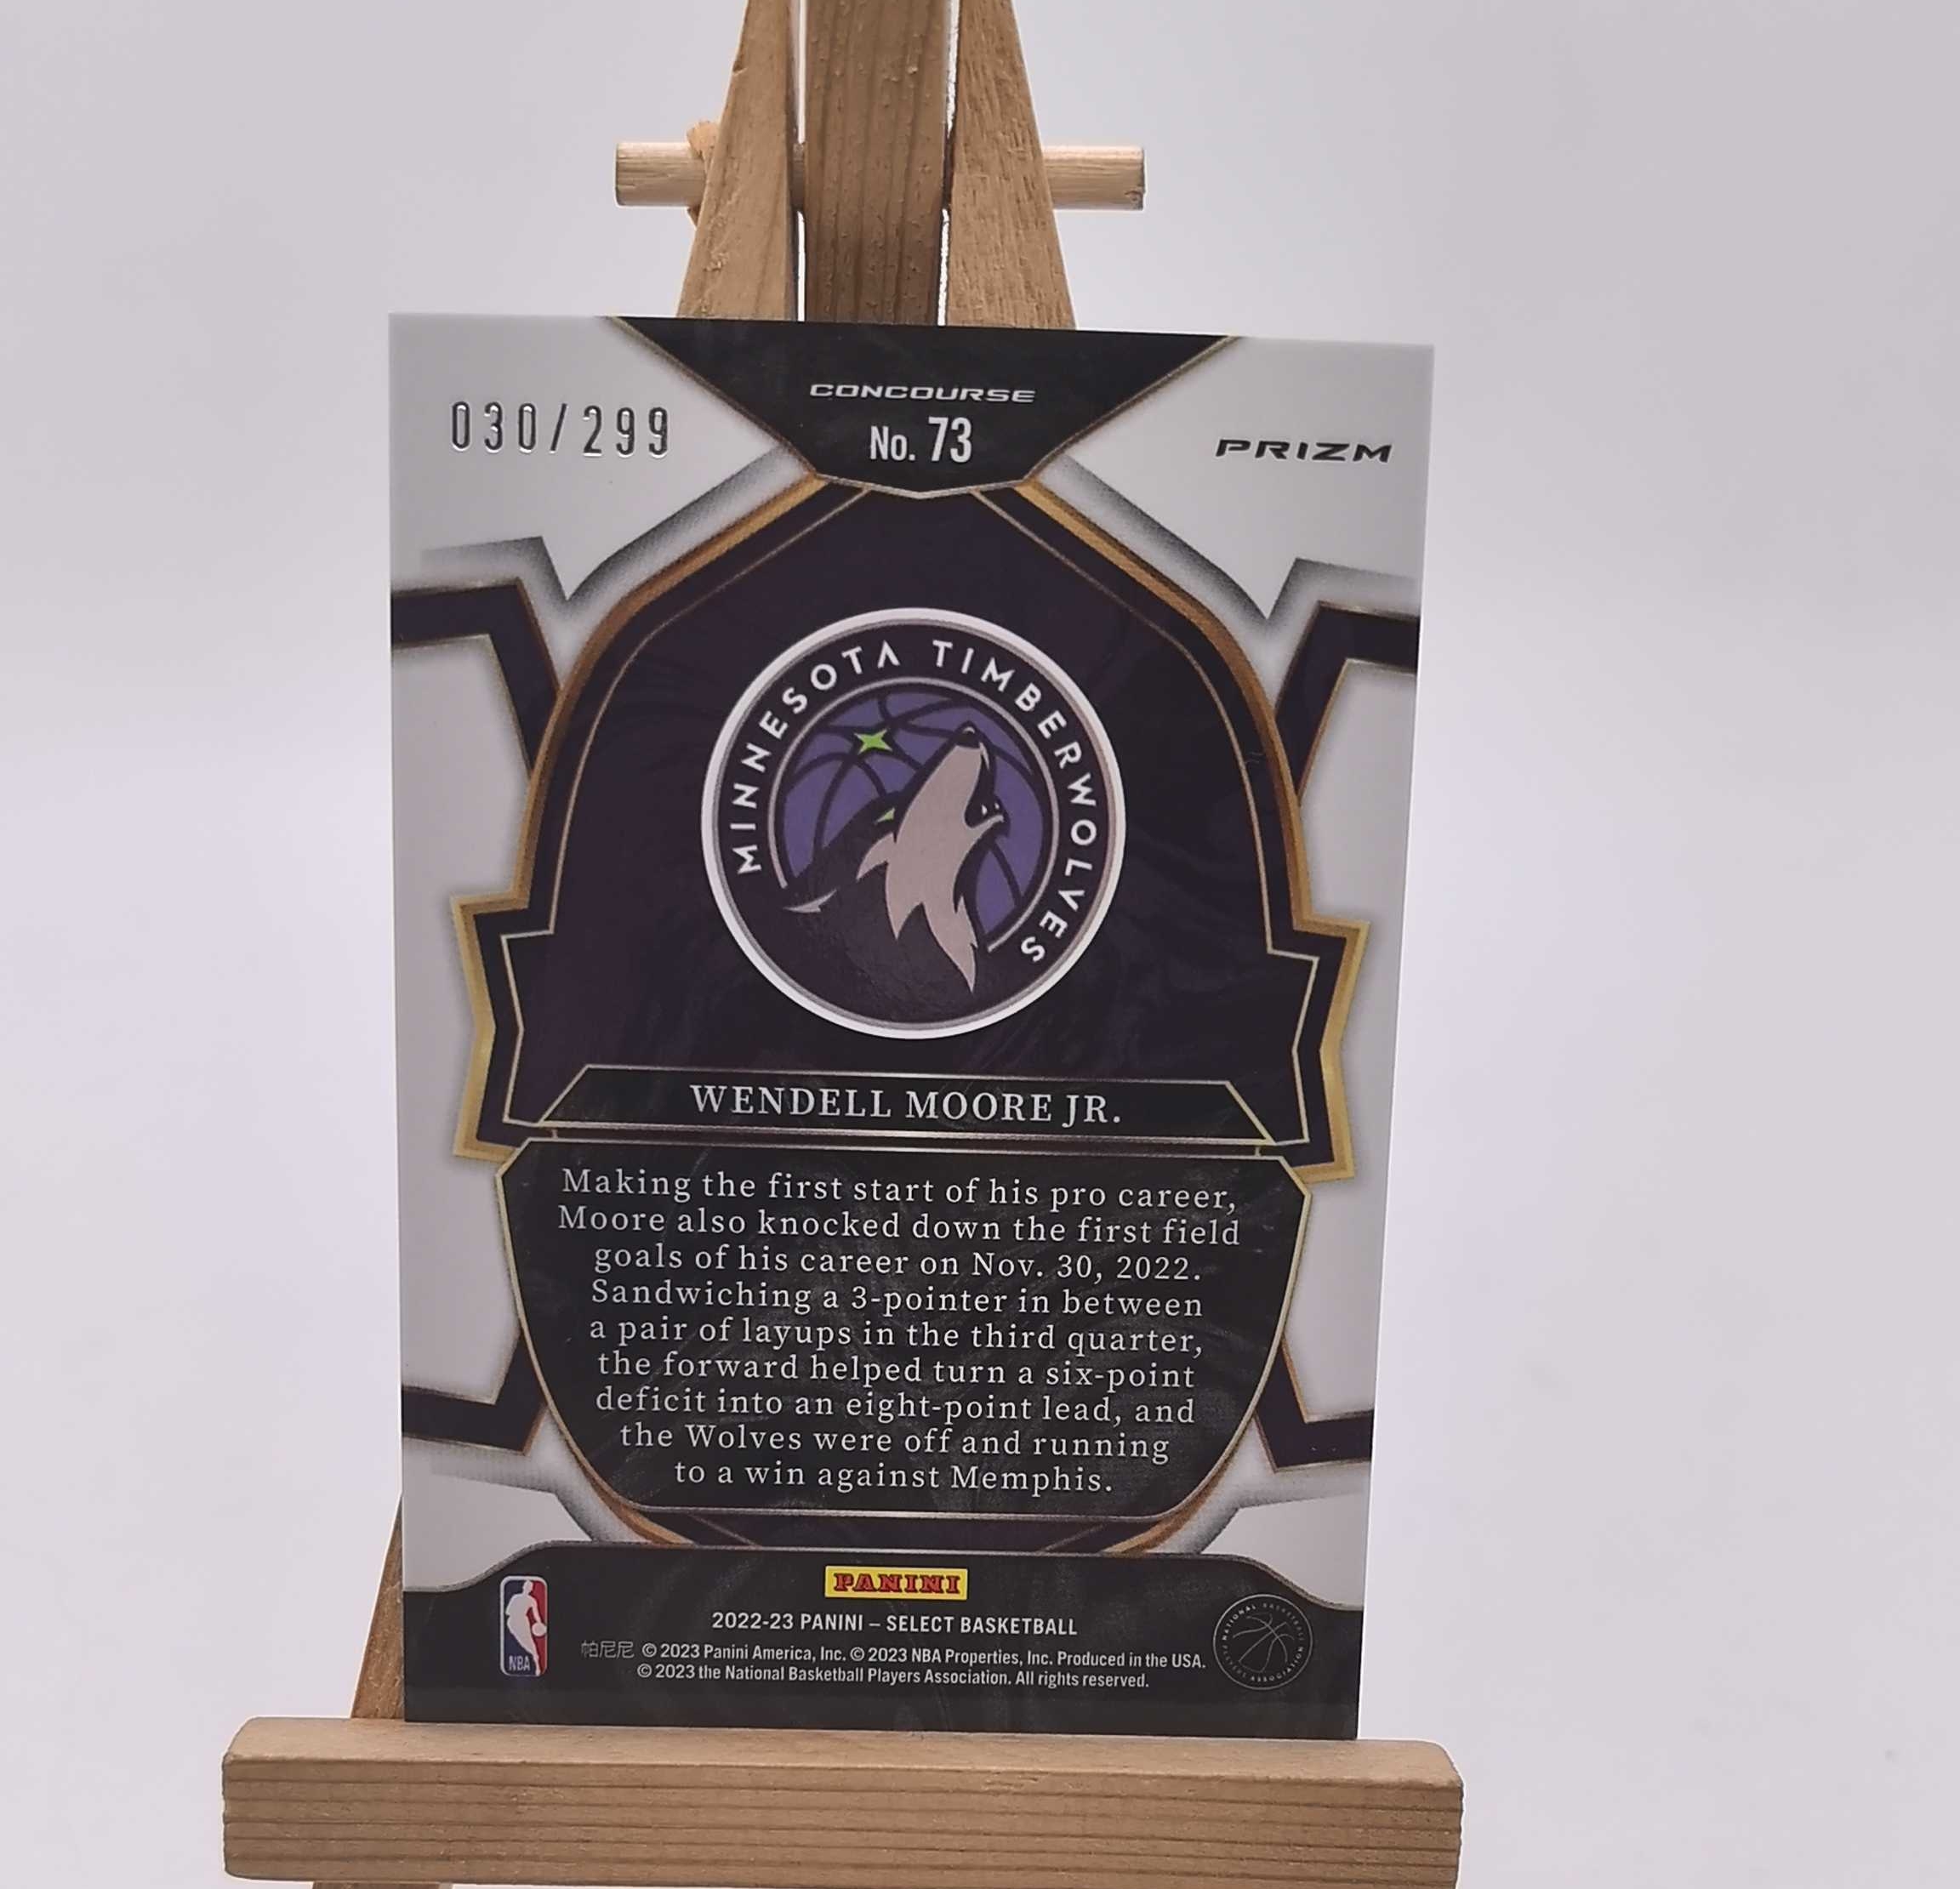 030/299
CONCOURSE
No. 73
PRIZM
MINNESOTA TIMBERWOLVES
WENDELL MOORE JR.
Making the first start of his pro career,
Moore also knocked down the first field
goals of his career on Nov. 30, 2022.
Sandwiching a 3-pointer in between
a pair of layups in the third quarter,
the forward helped turn a six-point
deficit into an eight-point lead, and
the Wolves were off and running
to a win against Memphis.
PANINI
2022-23 PANINI – SELECT BASKETBALL
帕尼尼 © 2023 Panini America, Inc. © 2023 NBA Properties, Inc. Produced in the USA.
© 2023 the National Basketball Players Association. All rights reserved.
NBA
NATIONAL BASKETBALL PLAYERS ASSOCIATION